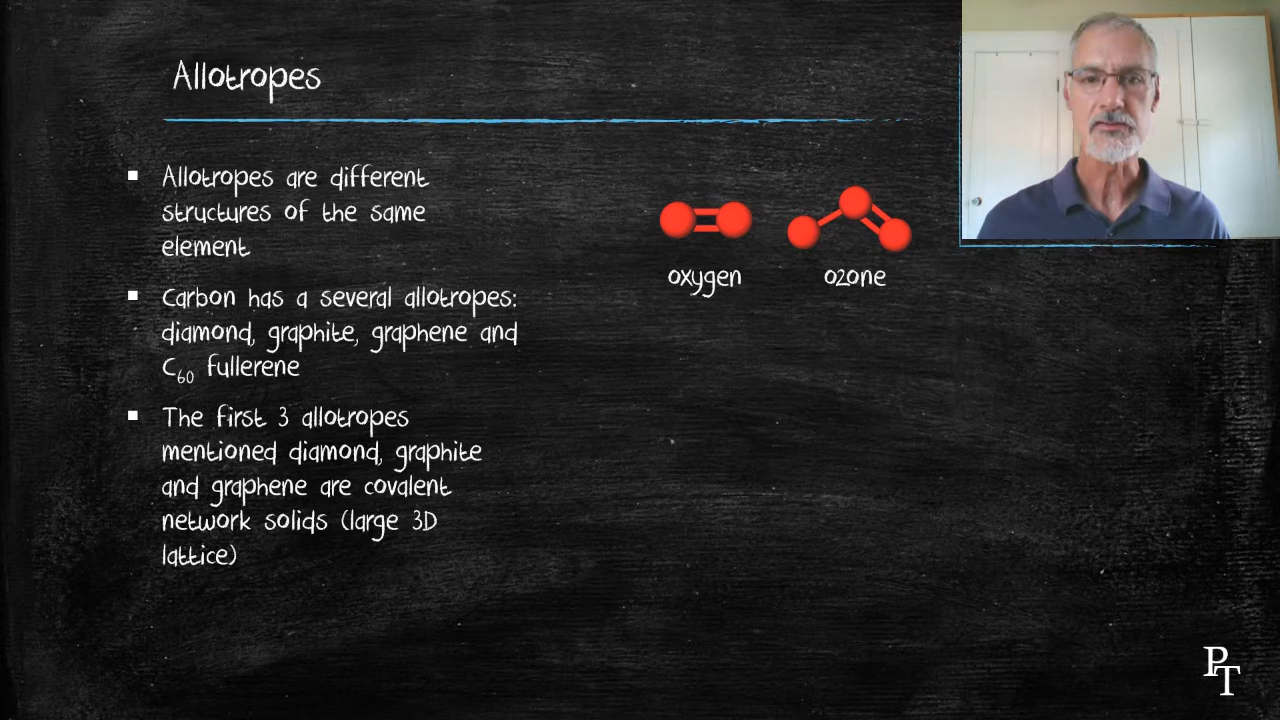 Allotropes
Allotropes are different
structures of the same
element
Carbon has a several allotropes:
diamond, graphite, graphene and
C₆₀ fullerene
The first 3 allotropes
mentioned diamond, graphite
and graphene are covalent
network solids (large 3D
lattice)
oxygen
ozone
PT